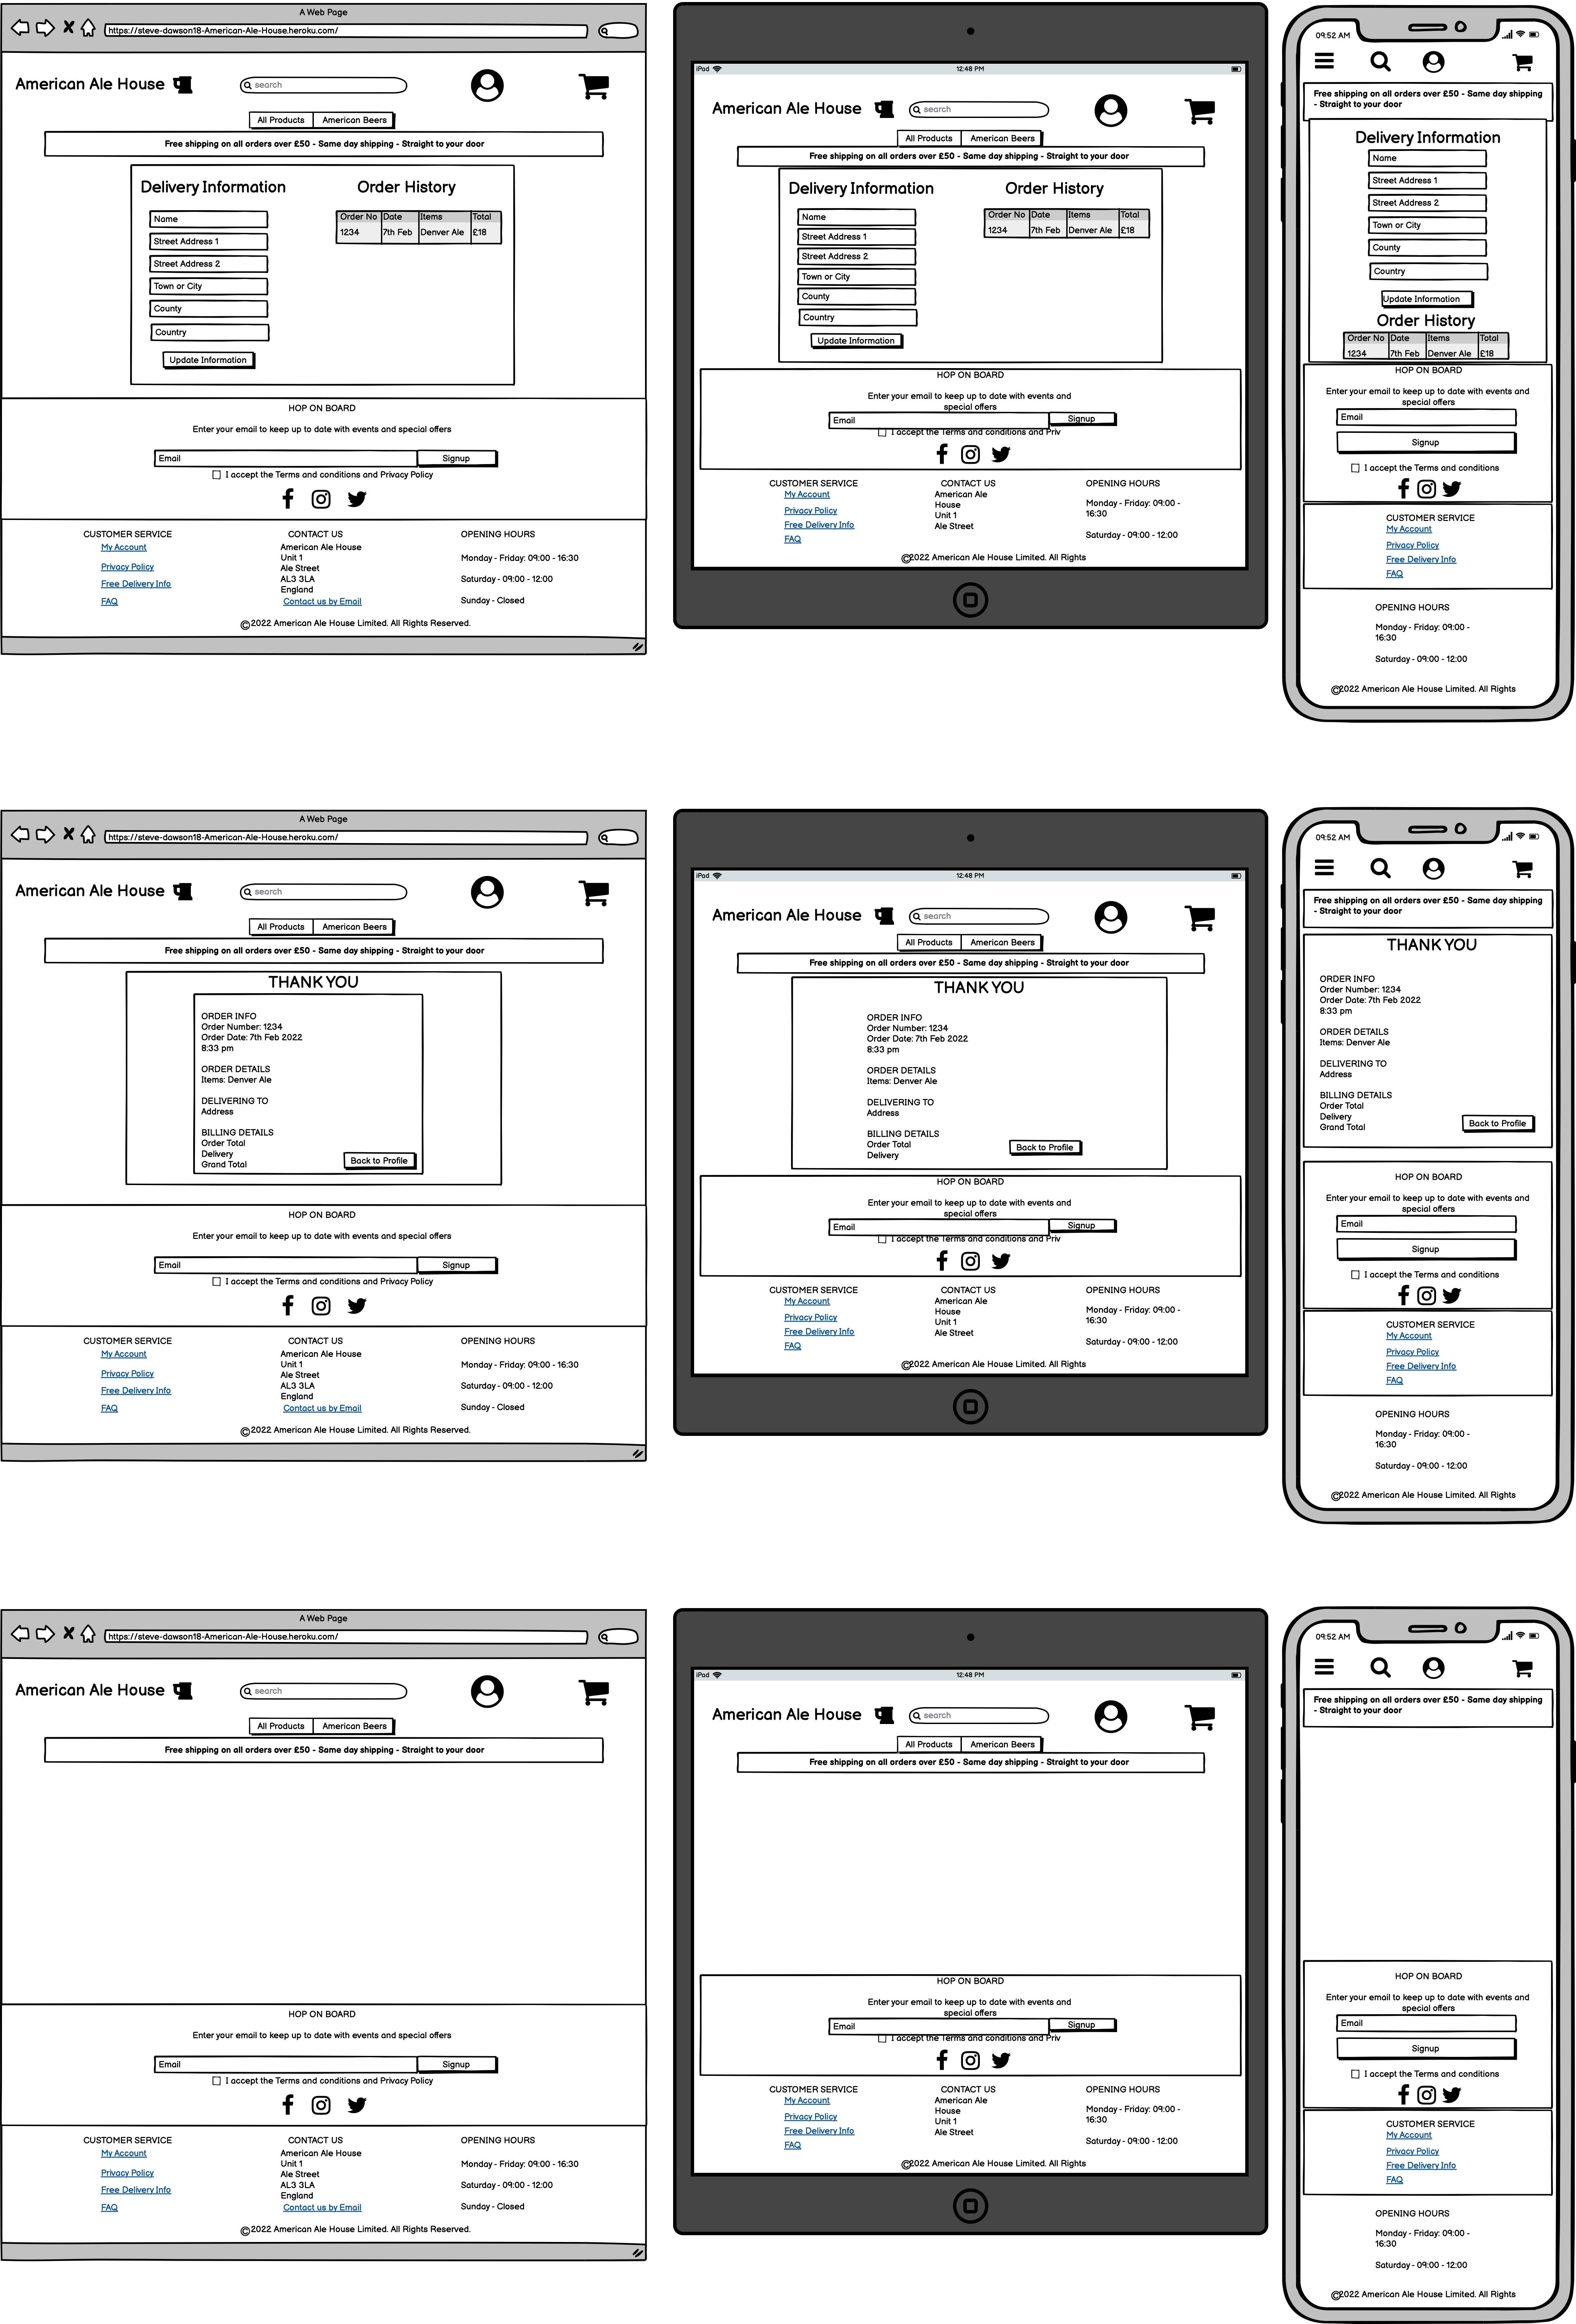 A Web Page
https://steve-dawson18-American-Ale-House.heroku.com/
American Ale House
search
All Products
American Beers
Free shipping on all orders over £50 - Same day shipping - Straight to your door
Delivery Information
Name
Street Address 1
Street Address 2
Town or City
County
Country
Update Information
Order History
Order No Date Items Total
1234 7th Feb Denver Ale £18
HOP ON BOARD
Enter your email to keep up to date with events and special offers
Email
Signup
I accept the Terms and conditions and Privacy Policy
CUSTOMER SERVICE
My Account
Privacy Policy
Free Delivery Info
FAQ
CONTACT US
American Ale House
Unit 1
Ale Street
AL3 3LA
England
Contact us by Email
OPENING HOURS
Monday - Friday: 09:00 - 16:30
Saturday - 09:00 - 12:00
Sunday - Closed
©2022 American Ale House Limited. All Rights Reserved.
iPad
12:48 PM
American Ale House
search
All Products
American Beers
Free shipping on all orders over £50 - Same day shipping - Straight to your door
Delivery Information
Name
Street Address 1
Street Address 2
Town or City
County
Country
Update Information
Order History
Order No Date Items Total
1234 7th Feb Denver Ale £18
HOP ON BOARD
Enter your email to keep up to date with events and
special offers
Email
Signup
I accept the Terms and conditions and Priv
CUSTOMER SERVICE
My Account
Privacy Policy
Free Delivery Info
FAQ
CONTACT US
American Ale
House
Unit 1
Ale Street
OPENING HOURS
Monday - Friday: 09:00 -
16:30
Saturday - 09:00 - 12:00
©2022 American Ale House Limited. All Rights
09:52 AM
Free shipping on all orders over £50 - Same day shipping
- Straight to your door
Delivery Information
Name
Street Address 1
Street Address 2
Town or City
County
Country
Update Information
Order History
Order No Date Items Total
1234 7th Feb Denver Ale £18
HOP ON BOARD
Enter your email to keep up to date with events and
special offers
Email
Signup
I accept the Terms and conditions
CUSTOMER SERVICE
My Account
Privacy Policy
Free Delivery Info
FAQ
OPENING HOURS
Monday - Friday: 09:00 -
16:30
Saturday - 09:00 - 12:00
©2022 American Ale House Limited. All Rights
A Web Page
https://steve-dawson18-American-Ale-House.heroku.com/
American Ale House
search
All Products
American Beers
Free shipping on all orders over £50 - Same day shipping - Straight to your door
THANK YOU
ORDER INFO
Order Number: 1234
Order Date: 7th Feb 2022
8:33 pm
ORDER DETAILS
Items: Denver Ale
DELIVERING TO
Address
BILLING DETAILS
Order Total
Delivery
Grand Total
Back to Profile
HOP ON BOARD
Enter your email to keep up to date with events and special offers
Email
Signup
I accept the Terms and conditions and Privacy Policy
CUSTOMER SERVICE
My Account
Privacy Policy
Free Delivery Info
FAQ
CONTACT US
American Ale House
Unit 1
Ale Street
AL3 3LA
England
Contact us by Email
OPENING HOURS
Monday - Friday: 09:00 - 16:30
Saturday - 09:00 - 12:00
Sunday - Closed
©2022 American Ale House Limited. All Rights Reserved.
iPad
12:48 PM
American Ale House
search
All Products
American Beers
Free shipping on all orders over £50 - Same day shipping - Straight to your door
THANK YOU
ORDER INFO
Order Number: 1234
Order Date: 7th Feb 2022
8:33 pm
ORDER DETAILS
Items: Denver Ale
DELIVERING TO
Address
BILLING DETAILS
Order Total
Delivery
Back to Profile
HOP ON BOARD
Enter your email to keep up to date with events and
special offers
Email
Signup
I accept the Terms and conditions and Priv
CUSTOMER SERVICE
My Account
Privacy Policy
Free Delivery Info
FAQ
CONTACT US
American Ale
House
Unit 1
Ale Street
OPENING HOURS
Monday - Friday: 09:00 -
16:30
Saturday - 09:00 - 12:00
©2022 American Ale House Limited. All Rights
09:52 AM
Free shipping on all orders over £50 - Same day shipping
- Straight to your door
THANK YOU
ORDER INFO
Order Number: 1234
Order Date: 7th Feb 2022
8:33 pm
ORDER DETAILS
Items: Denver Ale
DELIVERING TO
Address
BILLING DETAILS
Order Total
Delivery
Grand Total
Back to Profile
HOP ON BOARD
Enter your email to keep up to date with events and
special offers
Email
Signup
I accept the Terms and conditions
CUSTOMER SERVICE
My Account
Privacy Policy
Free Delivery Info
FAQ
OPENING HOURS
Monday - Friday: 09:00 -
16:30
Saturday - 09:00 - 12:00
©2022 American Ale House Limited. All Rights
A Web Page
https://steve-dawson18-American-Ale-House.heroku.com/
American Ale House
search
All Products
American Beers
Free shipping on all orders over £50 - Same day shipping - Straight to your door
HOP ON BOARD
Enter your email to keep up to date with events and special offers
Email
Signup
I accept the Terms and conditions and Privacy Policy
CUSTOMER SERVICE
My Account
Privacy Policy
Free Delivery Info
FAQ
CONTACT US
American Ale House
Unit 1
Ale Street
AL3 3LA
England
Contact us by Email
OPENING HOURS
Monday - Friday: 09:00 - 16:30
Saturday - 09:00 - 12:00
Sunday - Closed
©2022 American Ale House Limited. All Rights Reserved.
iPad
12:48 PM
American Ale House
search
All Products
American Beers
Free shipping on all orders over £50 - Same day shipping - Straight to your door
HOP ON BOARD
Enter your email to keep up to date with events and
special offers
Email
Signup
I accept the Terms and conditions and Priv
CUSTOMER SERVICE
My Account
Privacy Policy
Free Delivery Info
FAQ
CONTACT US
American Ale
House
Unit 1
Ale Street
OPENING HOURS
Monday - Friday: 09:00 -
16:30
Saturday - 09:00 - 12:00
©2022 American Ale House Limited. All Rights
09:52 AM
Free shipping on all orders over £50 - Same day shipping
- Straight to your door
HOP ON BOARD
Enter your email to keep up to date with events and
special offers
Email
Signup
I accept the Terms and conditions
CUSTOMER SERVICE
My Account
Privacy Policy
Free Delivery Info
FAQ
OPENING HOURS
Monday - Friday: 09:00 -
16:30
Saturday - 09:00 - 12:00
©2022 American Ale House Limited. All Rights